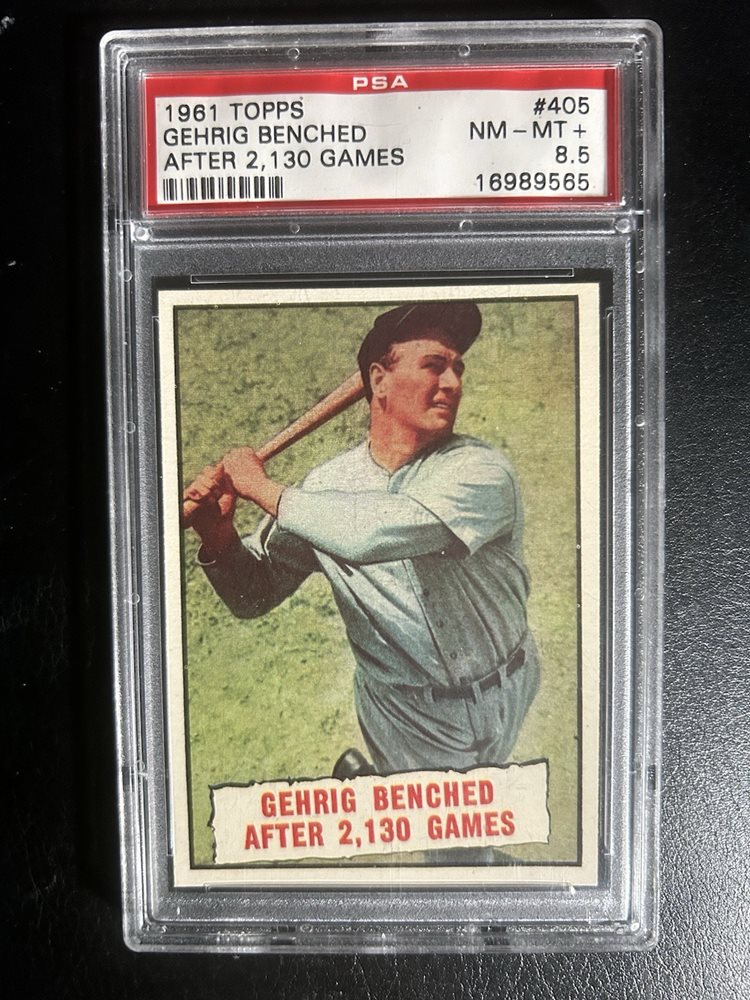 PSA
1961 TOPPS #405
GEHRIG BENCHED NM-MT+
AFTER 2,130 GAMES 8.5
16989565
GEHRIG BENCHED
AFTER 2,130 GAMES